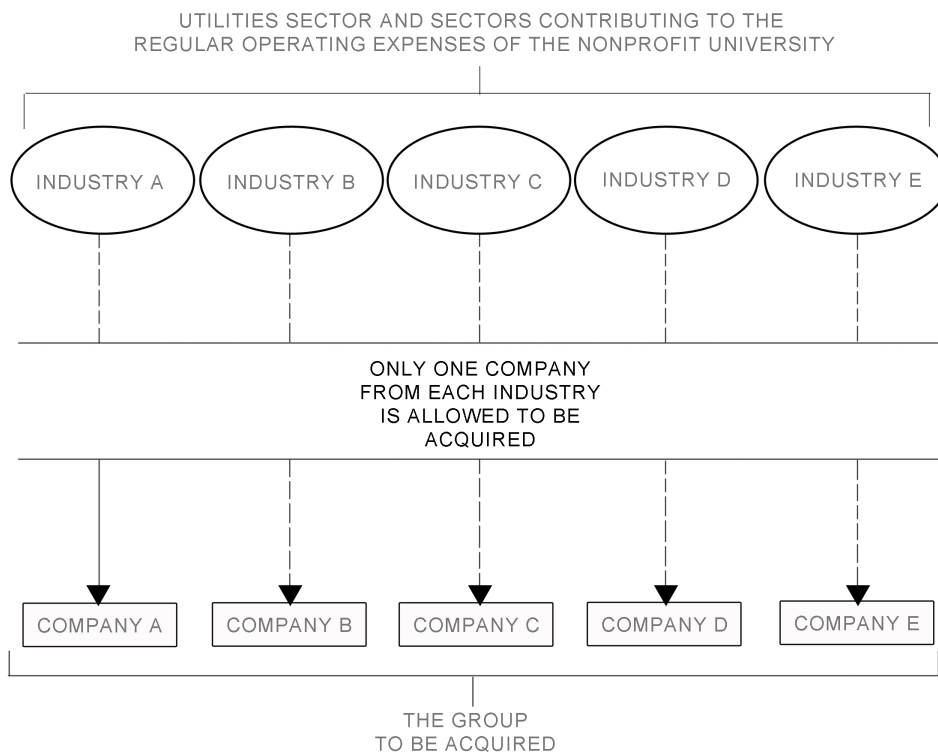 UTILITIES SECTOR AND SECTORS CONTRIBUTING TO THE
REGULAR OPERATING EXPENSES OF THE NONPROFIT UNIVERSITY
INDUSTRY A
INDUSTRY B
INDUSTRY C
INDUSTRY D
INDUSTRY E
ONLY ONE COMPANY
FROM EACH INDUSTRY
IS ALLOWED TO BE
ACQUIRED
COMPANY A
COMPANY B
COMPANY C
COMPANY D
COMPANY E
THE GROUP
TO BE ACQUIRED